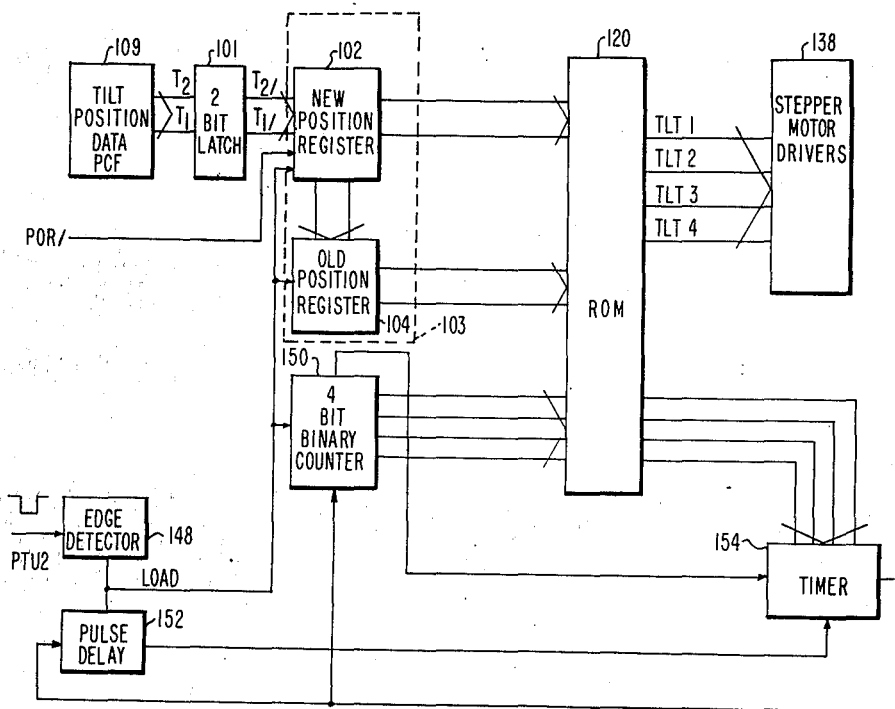 109
TILT
POSITION
DATA
PCF
T2
T1
101
2
BIT
LATCH
T2/
T1/
102
NEW
POSITION
REGISTER
120
ROM
138
STEPPER
MOTOR
DRIVERS
TLT 1
TLT 2
TLT 3
TLT 4
POR/
OLD
POSITION
REGISTER
104
103
150
4
BIT
BINARY
COUNTER
EDGE
DETECTOR
148
PTU2
LOAD
152
PULSE
DELAY
154
TIMER